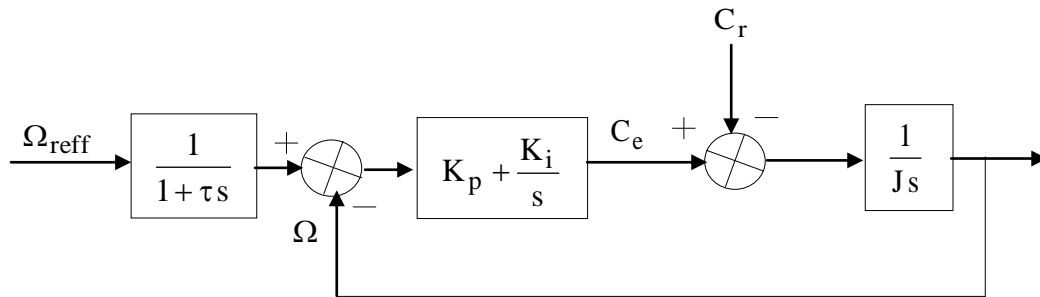 C_r
Ω_reff
1
1 + τs
+
−
Ω
K_p + K_i
s
C_e
+
−
1
Js